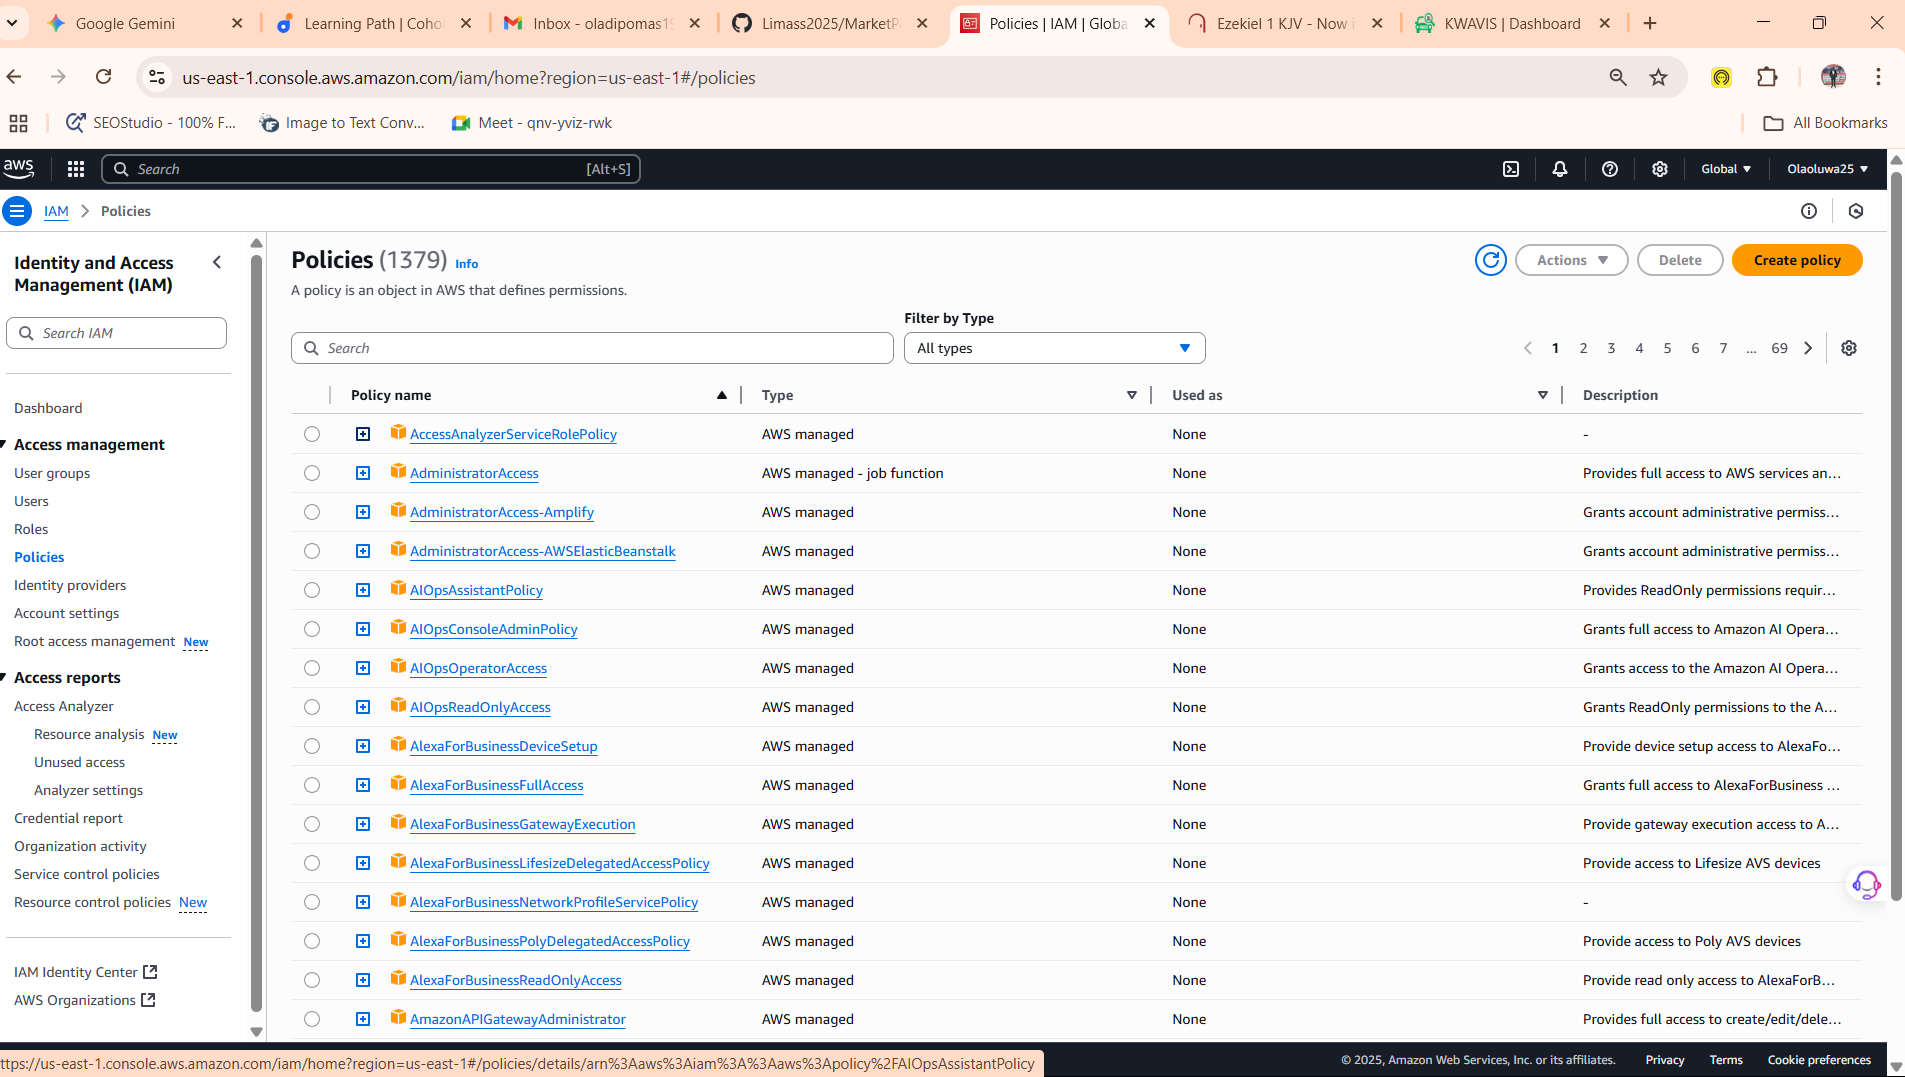 Google Gemini
Learning Path | Coho
Inbox - oladipomas19
Limass2025/MarketP
Policies | IAM | Globa
Ezekiel 1 KJV - Now i
KWAVIS | Dashboard
us-east-1.console.aws.amazon.com/iam/home?region=us-east-1#/policies
SEOStudio - 100% F...
Image to Text Conv...
Meet - qnv-yviz-rwk
All Bookmarks
aws
Search [Alt+S]
Global
Olaoluwa25
IAM > Policies
Identity and Access
Management (IAM)
Search IAM
Dashboard
Access management
User groups
Users
Roles
Policies
Identity providers
Account settings
Root access management New
Access reports
Access Analyzer
Resource analysis New
Unused access
Analyzer settings
Credential report
Organization activity
Service control policies
Resource control policies New
IAM Identity Center
AWS Organizations
Policies (1379) Info
A policy is an object in AWS that defines permissions.
Actions
Delete
Create policy
Filter by Type
Search
All types
1 2 3 4 5 6 7 ... 69
Policy name Type Used as Description
AccessAnalyzerServiceRolePolicy AWS managed None -
AdministratorAccess AWS managed - job function None Provides full access to AWS services an...
AdministratorAccess-Amplify AWS managed None Grants account administrative permiss...
AdministratorAccess-AWSElasticBeanstalk AWS managed None Grants account administrative permiss...
AIOpsAssistantPolicy AWS managed None Provides ReadOnly permissions requir...
AIOpsConsoleAdminPolicy AWS managed None Grants full access to Amazon AI Opera...
AIOpsOperatorAccess AWS managed None Grants access to the Amazon AI Opera...
AIOpsReadOnlyAccess AWS managed None Grants ReadOnly permissions to the A...
AlexaForBusinessDeviceSetup AWS managed None Provide device setup access to AlexaFo...
AlexaForBusinessFullAccess AWS managed None Grants full access to AlexaForBusiness ...
AlexaForBusinessGatewayExecution AWS managed None Provide gateway execution access to A...
AlexaForBusinessLifesizeDelegatedAccessPolicy AWS managed None Provide access to Lifesize AVS devices
AlexaForBusinessNetworkProfileServicePolicy AWS managed None -
AlexaForBusinessPolyDelegatedAccessPolicy AWS managed None Provide access to Poly AVS devices
AlexaForBusinessReadOnlyAccess AWS managed None Provide read only access to AlexaForB...
AmazonAPIGatewayAdministrator AWS managed None Provides full access to create/edit/dele...
ttps://us-east-1.console.aws.amazon.com/iam/home?region=us-east-1#/policies/details/arn%3Aaws%3Aiam%3A%3Aaws%3Apolicy%2FAIOpsAssistantPolicy
© 2025, Amazon Web Services, Inc. or its affiliates.
Privacy
Terms
Cookie preferences